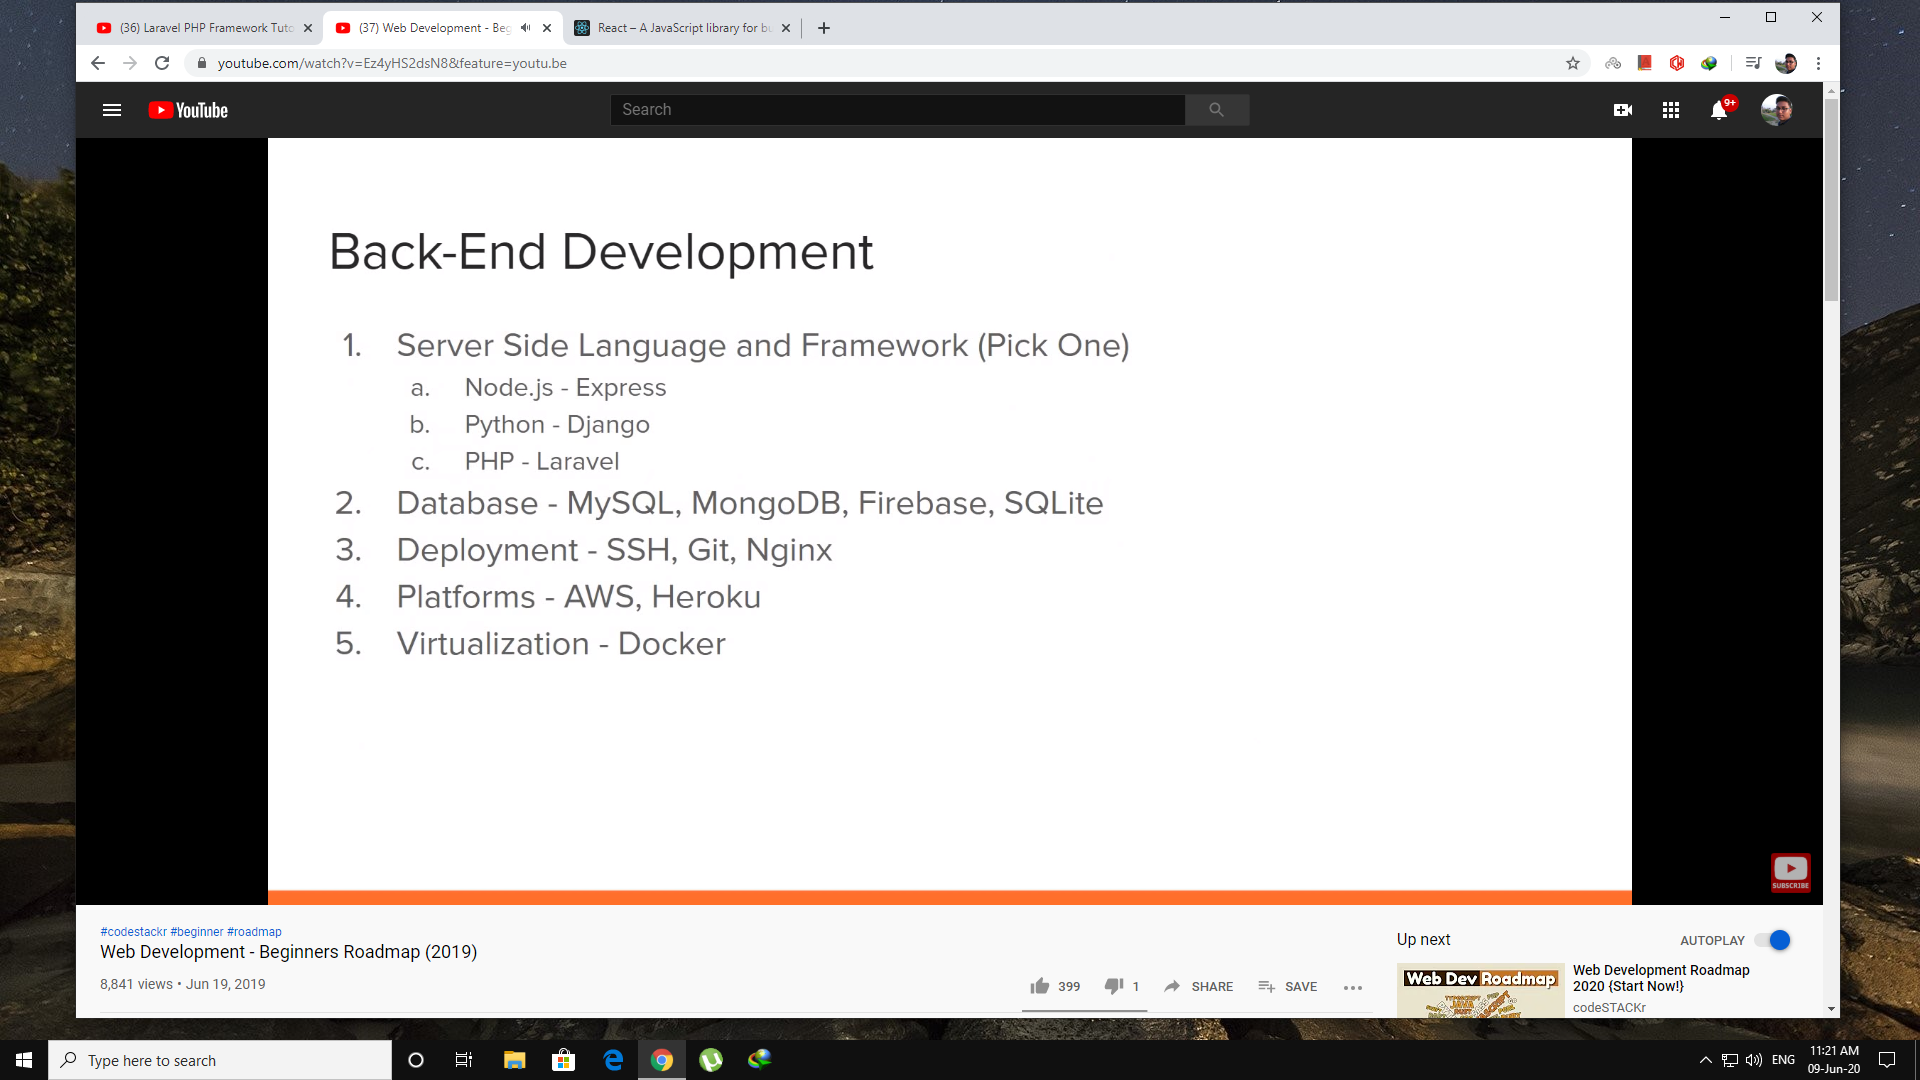 (36) Laravel PHP Framework Tuto
(37) Web Development - Beg
React – A JavaScript library for bu
youtube.com/watch?v=Ez4yHS2dsN8&feature=youtu.be
YouTube
Search
9+
Back-End Development
1. Server Side Language and Framework (Pick One)
a. Node.js - Express
b. Python - Django
c. PHP - Laravel
2. Database - MySQL, MongoDB, Firebase, SQLite
3. Deployment - SSH, Git, Nginx
4. Platforms - AWS, Heroku
5. Virtualization - Docker
SUBSCRIBE
#codestackr #beginner #roadmap
Web Development - Beginners Roadmap (2019)
8,841 views • Jun 19, 2019
399
1
SHARE
SAVE
Up next
AUTOPLAY
Web Dev Roadmap
TYPESCRIPT
JAVA
Web Development Roadmap
2020 {Start Now!}
codeSTACKr
Type here to search
ENG
11:21 AM
09-Jun-20